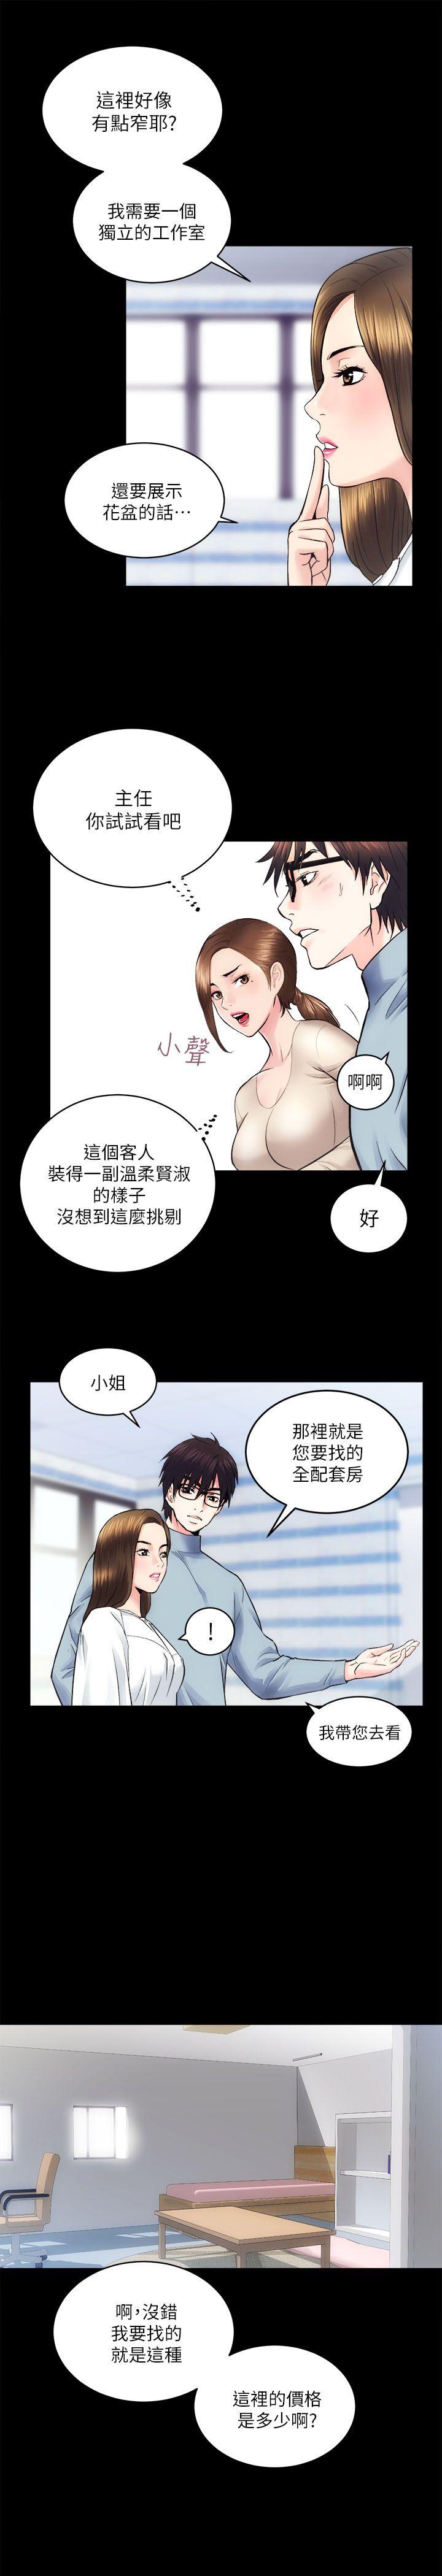 這裡好像
有點窄耶?
我需要一個
獨立的工作室
還要展示
花盆的話…
主任
你試試看吧
小聲
啊啊
這個客人
裝得一副溫柔賢淑
的樣子
沒想到這麼挑剔
好
小姐
那裡就是
您要找的
全配套房
!
我帶您去看
啊,沒錯
我要找的
就是這種
這裡的價格
是多少啊?